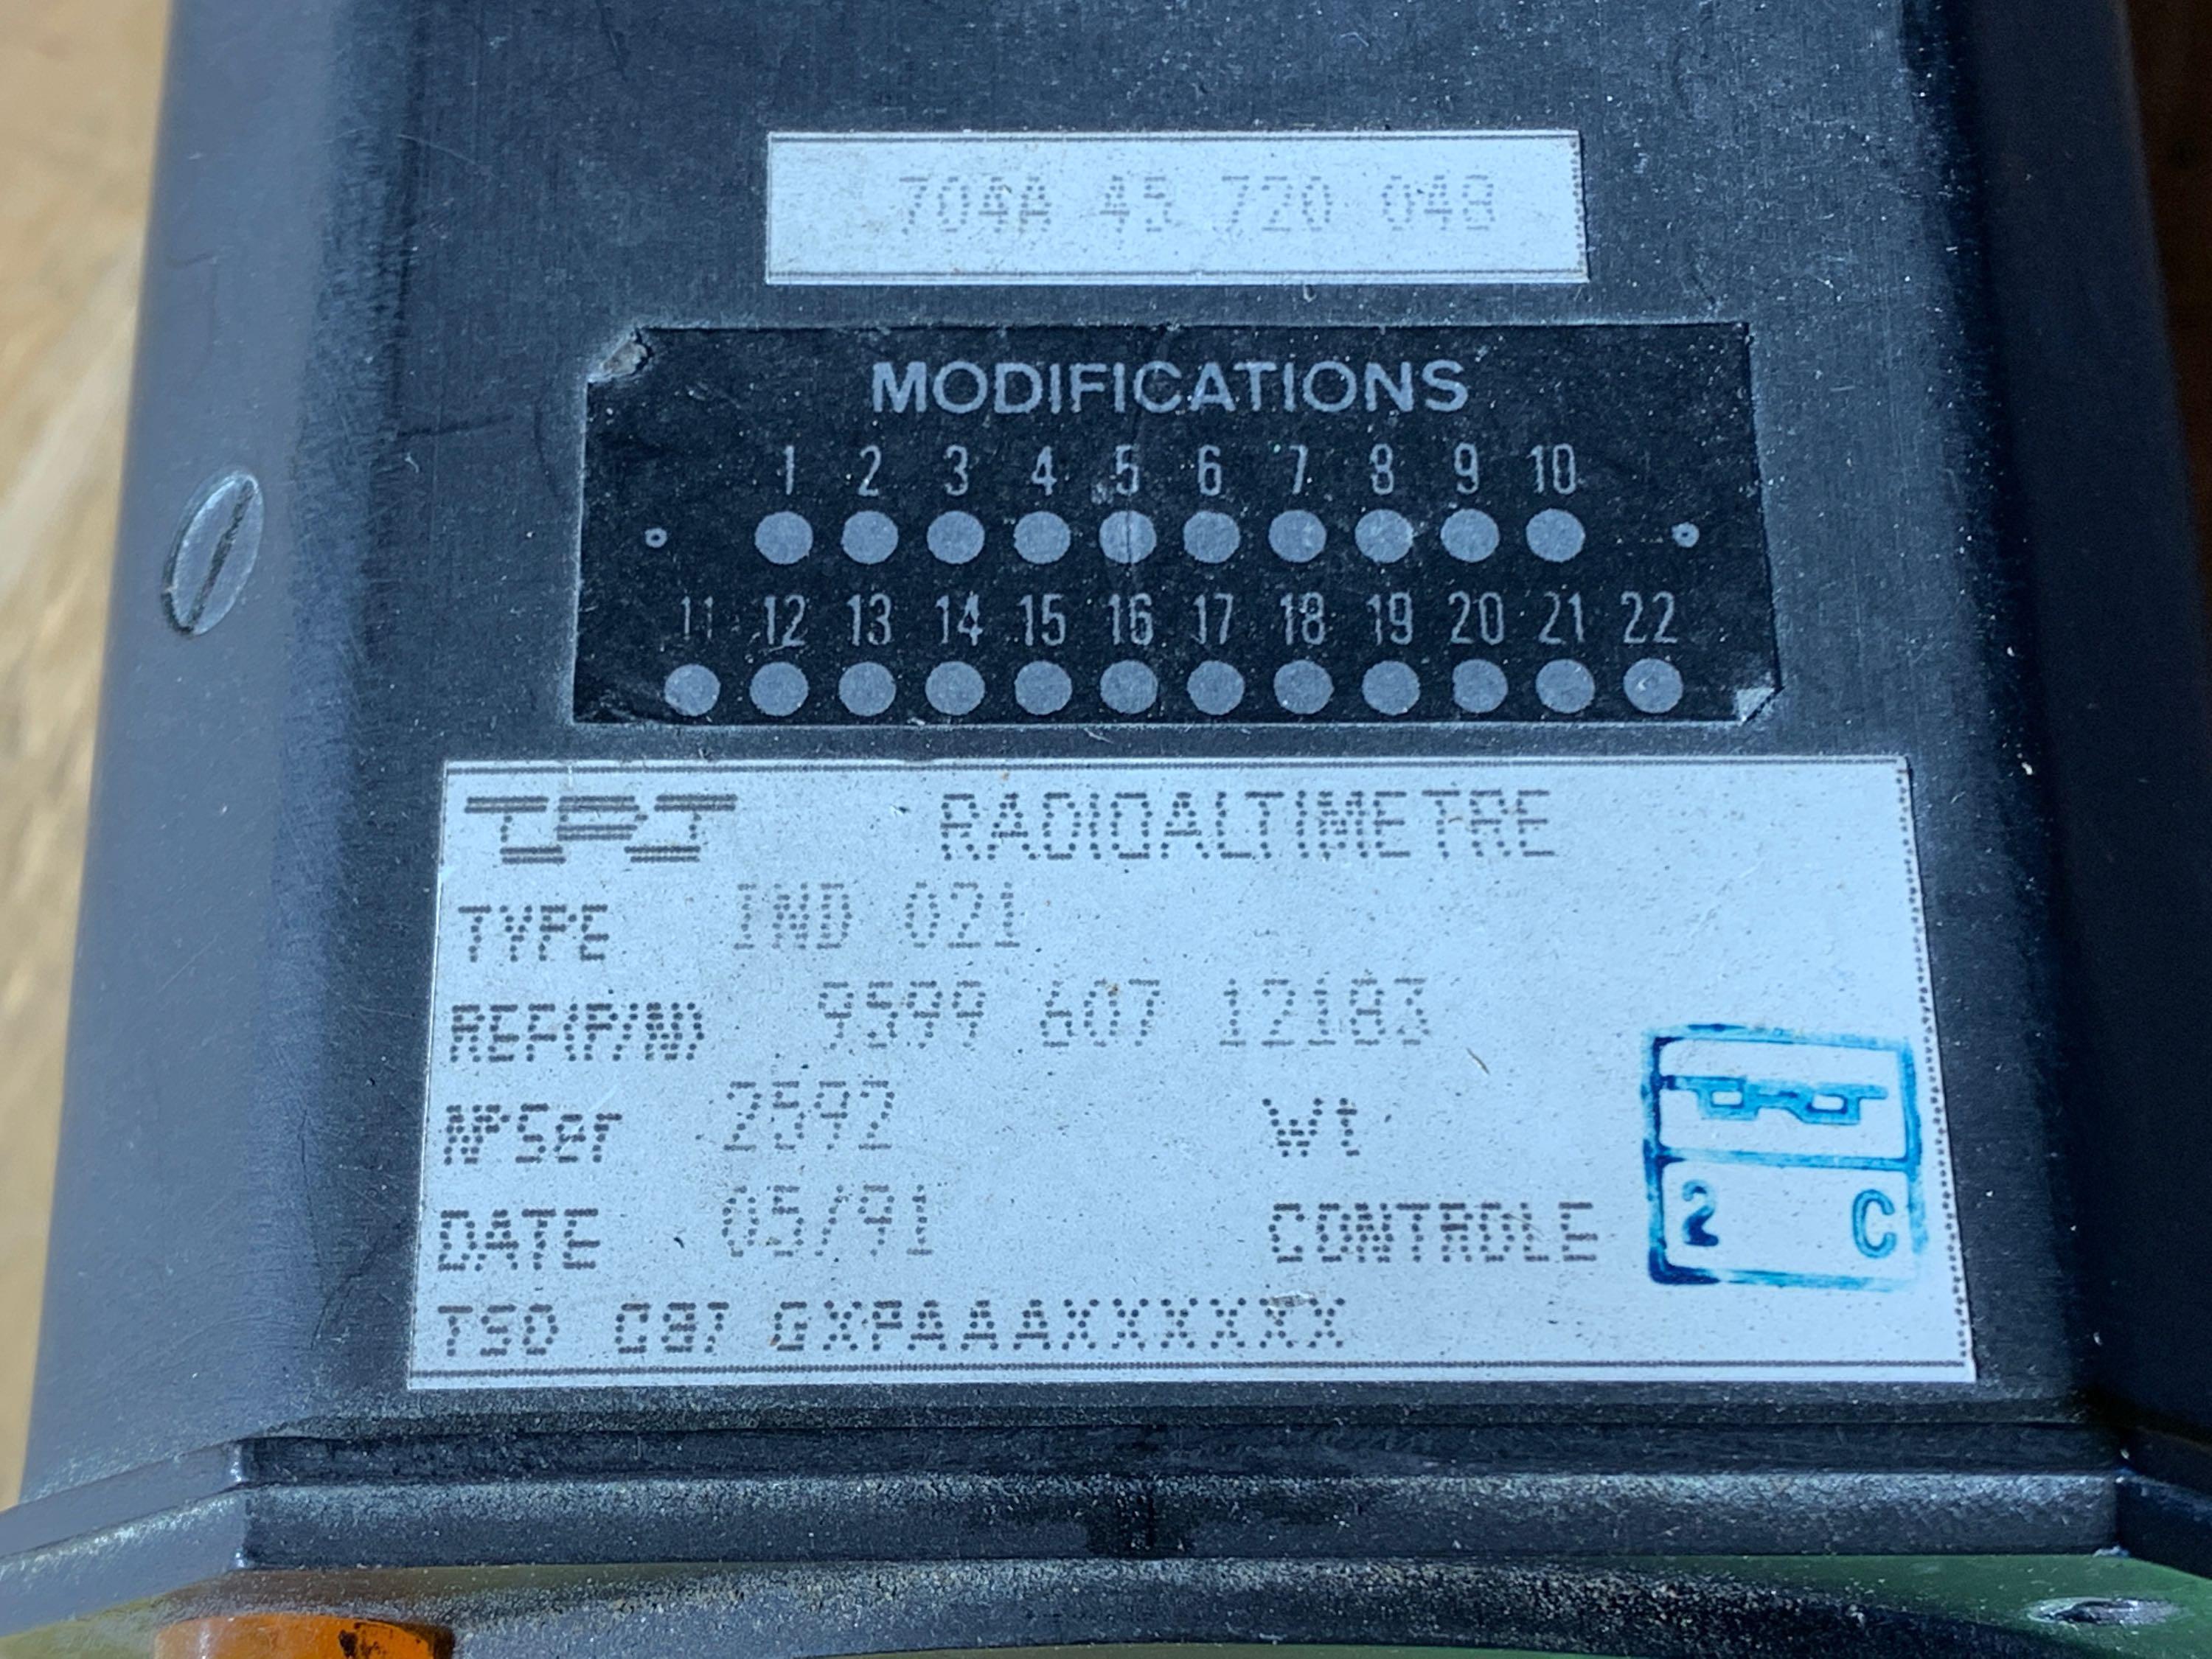 704A 45 720 048
MODIFICATIONS
1 2 3 4 5 6 7 8 9 10
11 12 13 14 15 16 17 18 19 20 21 22
TRT RADIOALTIMETRE
TYPE IND 021
REF(P/N) 9599 607 12183
N°Ser 2592 Wt
DATE 05/91 CONTROLE
TRT
2 C
TSO C87 GXPAAAXXXXXX